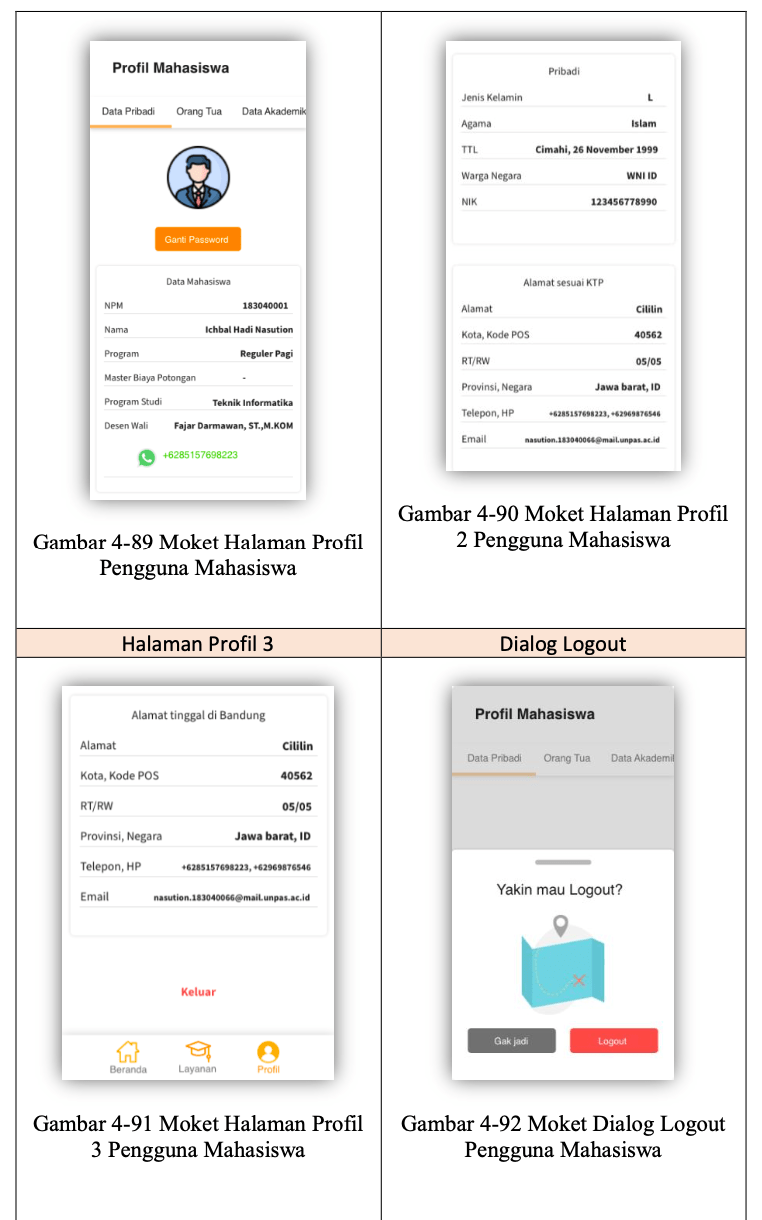 Profil Mahasiswa
Data Pribadi Orang Tua Data Akademik
Ganti Password
Data Mahasiswa
NPM 183040001
Nama Ichbal Hadi Nasution
Program Reguler Pagi
Master Biaya Potongan -
Program Studi Teknik Informatika
Desen Wali Fajar Darmawan, ST.,M.KOM
+6285157698223
Gambar 4-89 Moket Halaman Profil
Pengguna Mahasiswa
Pribadi
Jenis Kelamin L
Agama Islam
TTL Cimahi, 26 November 1999
Warga Negara WNI ID
NIK 123456778990
Alamat sesuai KTP
Alamat Cililin
Kota, Kode POS 40562
RT/RW 05/05
Provinsi, Negara Jawa barat, ID
Telepon, HP +6285157698223, +62969876546
Email nasution.183040066@mail.unpas.ac.id
Gambar 4-90 Moket Halaman Profil
2 Pengguna Mahasiswa
Halaman Profil 3
Dialog Logout
Alamat tinggal di Bandung
Alamat Cililin
Kota, Kode POS 40562
RT/RW 05/05
Provinsi, Negara Jawa barat, ID
Telepon, HP +6285157698223, +62969876546
Email nasution.183040066@mail.unpas.ac.id
Keluar
Beranda Layanan Profil
Gambar 4-91 Moket Halaman Profil
3 Pengguna Mahasiswa
Profil Mahasiswa
Data Pribadi Orang Tua Data Akademil
Yakin mau Logout?
Gak jadi Logout
Gambar 4-92 Moket Dialog Logout
Pengguna Mahasiswa